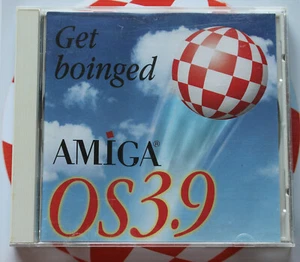 Get
boinged
AMiGA®
OS3.9